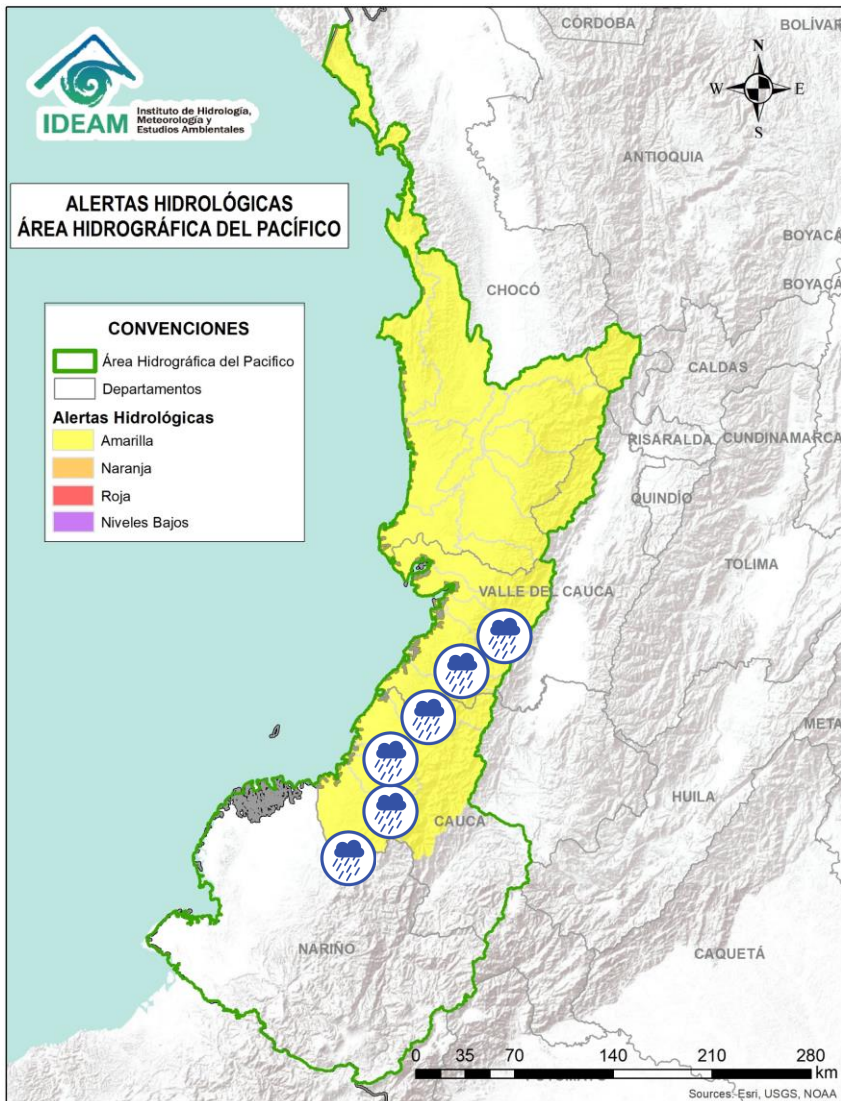 CÓRDOBA
BOLÍVAR
IDEAM
Instituto de Hidrología,
Meteorología y
Estudios Ambientales
N
W
E
S
ANTIOQUIA
ALERTAS HIDROLÓGICAS
ÁREA HIDROGRÁFICA DEL PACÍFICO
BOYACÁ
BOYACÁ
CHOCÓ
CONVENCIONES
Área Hidrográfica del Pacifico
Departamentos
Alertas Hidrológicas
Amarilla
Naranja
Roja
Niveles Bajos
CALDAS
RISARALDA
CUNDINAMARCA
QUINDÍO
TOLIMA
VALLE DEL CAUCA
META
HUILA
CAUCA
NARIÑO
CAQUETÁ
0 35 70 140 210 280
km
Sources: Esri, USGS, NOAA